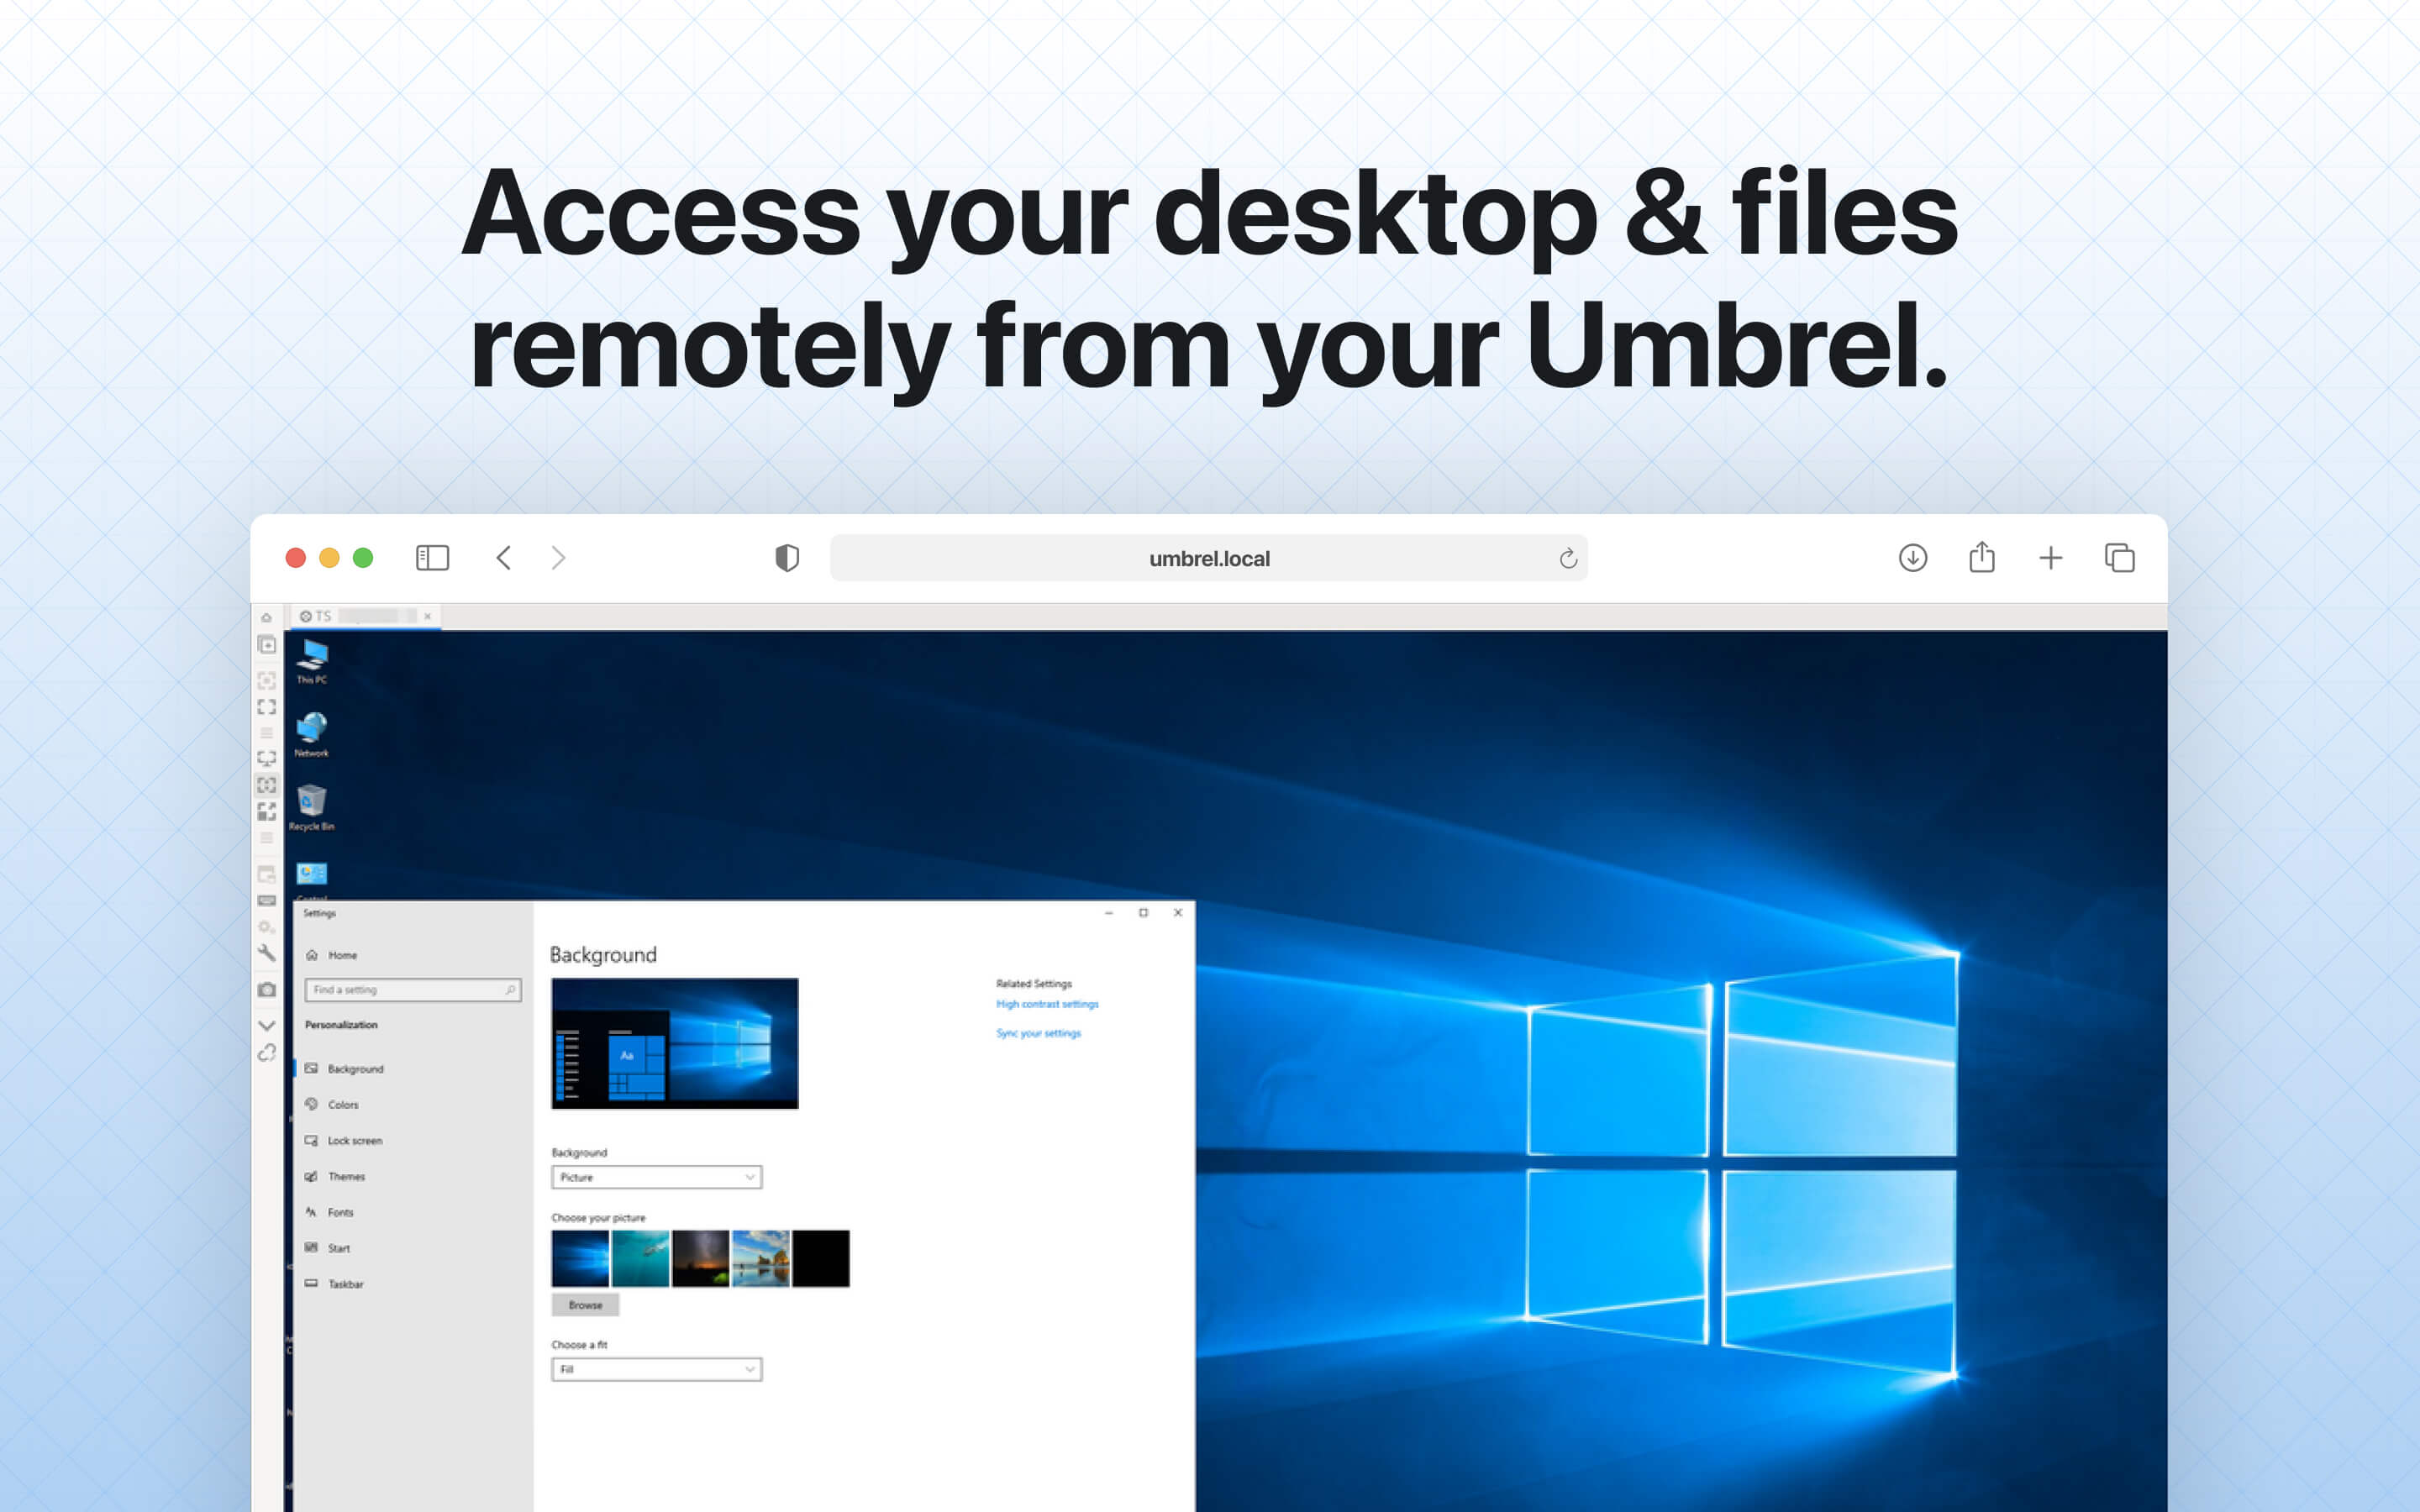 Access your desktop & files
remotely from your Umbrel.
umbrel.local
TS
This PC
Network
Recycle Bin
Settings
Home
Find a setting
Personalization
Background
Colors
Lock screen
Themes
Fonts
Start
Taskbar
Background
Aa
Background
Picture
Choose your picture
Browse
Choose a fit
Fill
Related Settings
High contrast settings
Sync your settings